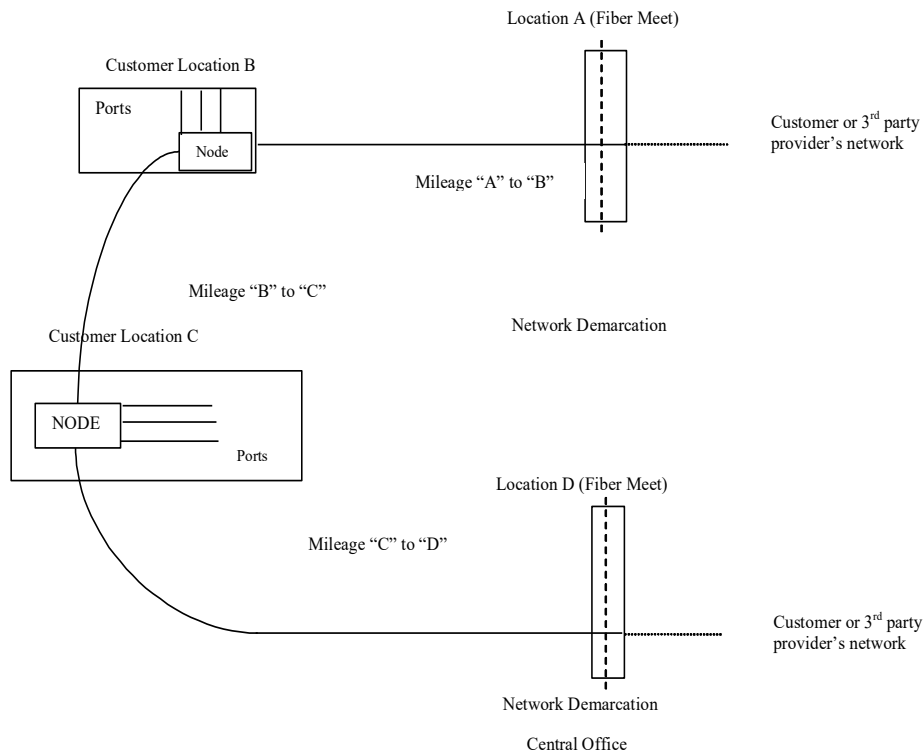 Location A (Fiber Meet)
Customer Location B
Ports
Node
Customer or 3rd party
provider's network
Mileage “A” to “B”
Mileage “B” to “C”
Network Demarcation
Customer Location C
NODE
Ports
Location D (Fiber Meet)
Mileage “C” to “D”
Customer or 3rd party
provider's network
Network Demarcation
Central Office